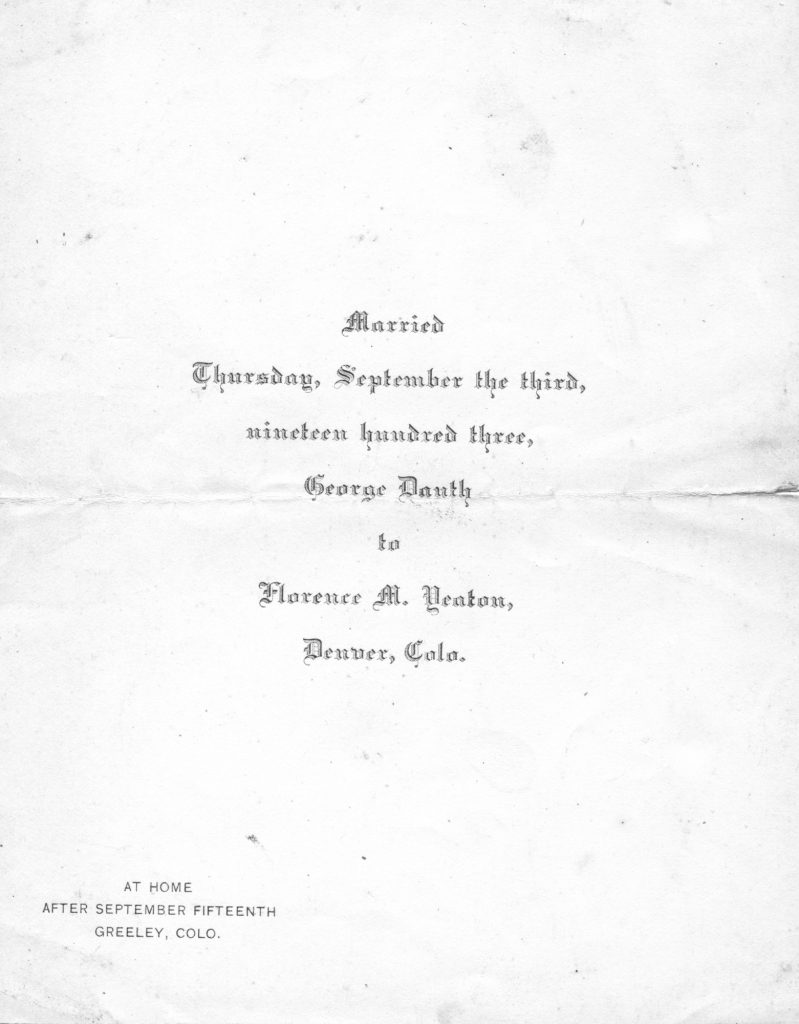 Married
Thursday, September the third,
nineteen hundred three,
George Dauth
to
Florence M. Yeaton,
Denver, Colo.
AT HOME
AFTER SEPTEMBER FIFTEENTH
GREELEY, COLO.